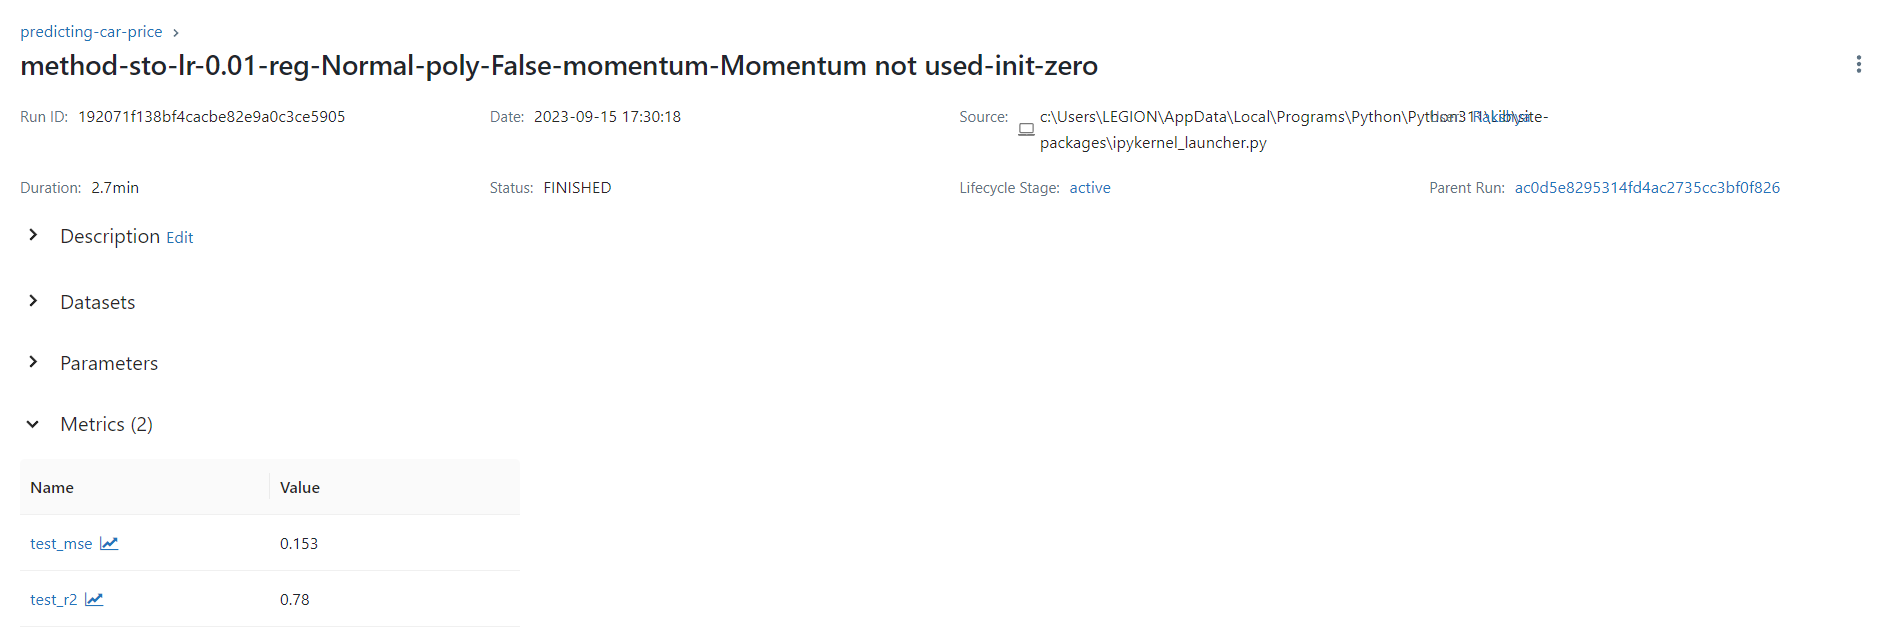 predicting-car-price
method-sto-lr-0.01-reg-Normal-poly-False-momentum-Momentum not used-init-zero
Run ID: 192071f138bf4cacbe82e9a0c3ce5905
Date: 2023-09-15 17:30:18
Source: c:\Users\LEGION\AppData\Local\Programs\Python\Python311\Lib\site-
packages\ipykernel_launcher.py
Duration: 2.7min
Status: FINISHED
Lifecycle Stage: active
Parent Run: ac0d5e8295314fd4ac2735cc3bf0f826
Description Edit
Datasets
Parameters
Metrics (2)
Name Value
test_mse 0.153
test_r2 0.78